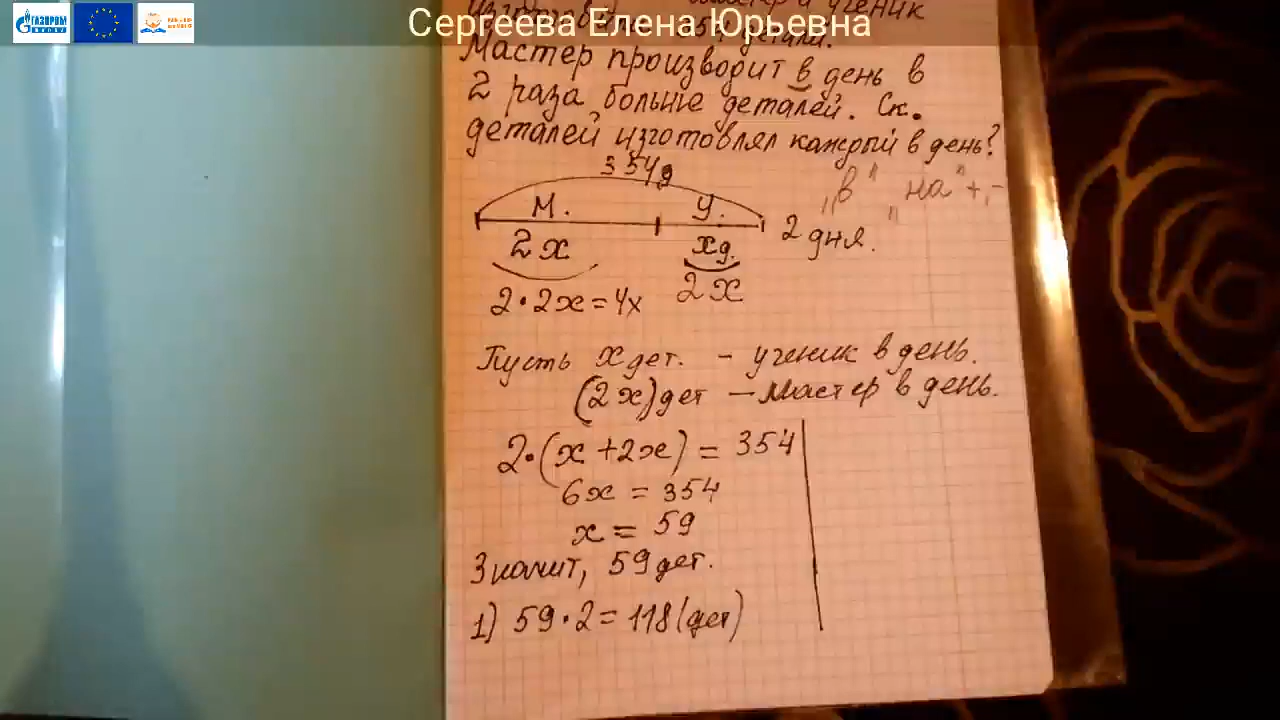 ГАЗПРОМ
Сергеева Елена Юрьевна
и ученик
Мастер производит в день в
2 раза больше деталей. Ск.
деталей изготовлял каждый в день?
354д
М. У.
„в" „на" +,-
2 дня.
2x xд.
2x
2·2x=4x
Пусть x дет. - ученик в день.
(2x)дет — Мастер в день.
2·(x+2x) = 354
6x = 354
x = 59
Значит, 59 дет.
1) 59·2=118(дет)